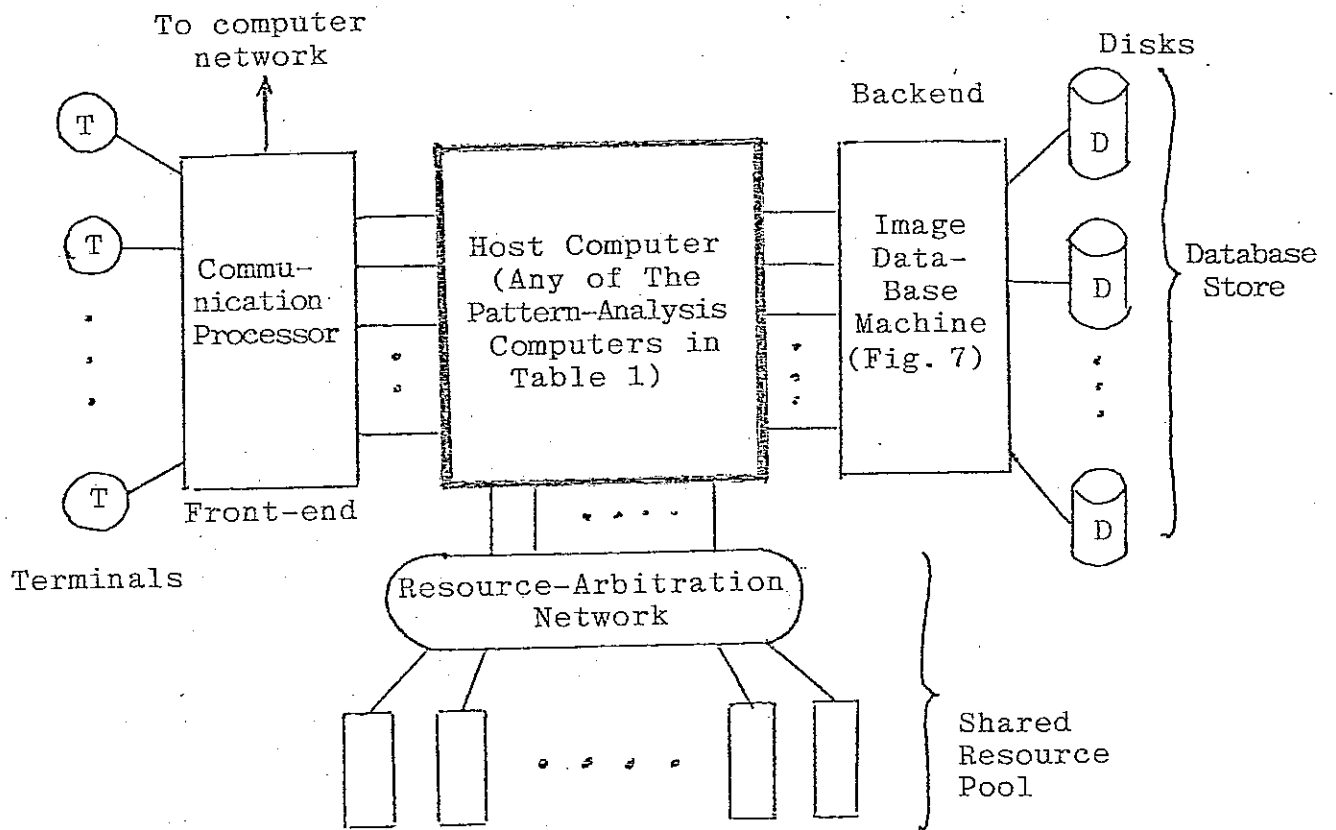 To computer
network
Disks
Backend
T
T
T
Terminals
Commu-
nication
Processor
Front-end
Host Computer
(Any of The
Pattern-Analysis
Computers in
Table 1)
Image
Data-
Base
Machine
(Fig. 7)
D
D
D
Database
Store
Resource-Arbitration
Network
Shared
Resource
Pool